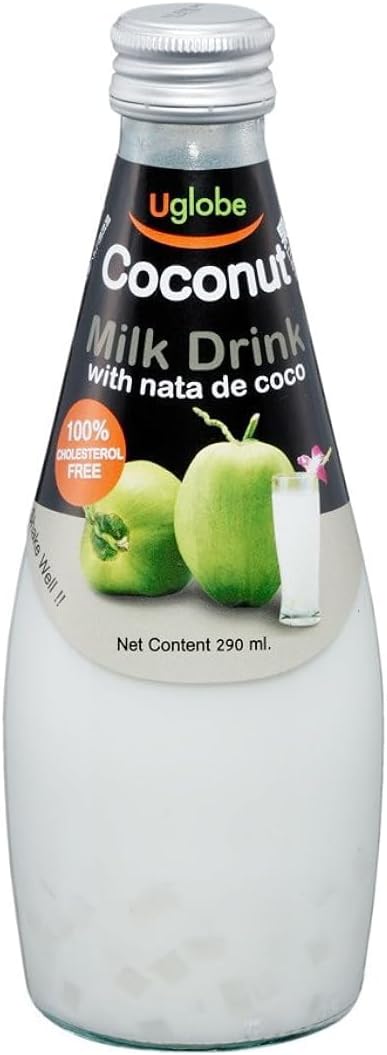 Uglobe
Coconut
Milk Drink
with nata de coco
100%
CHOLESTEROL
FREE
Shake Well !!
Net Content 290 ml.